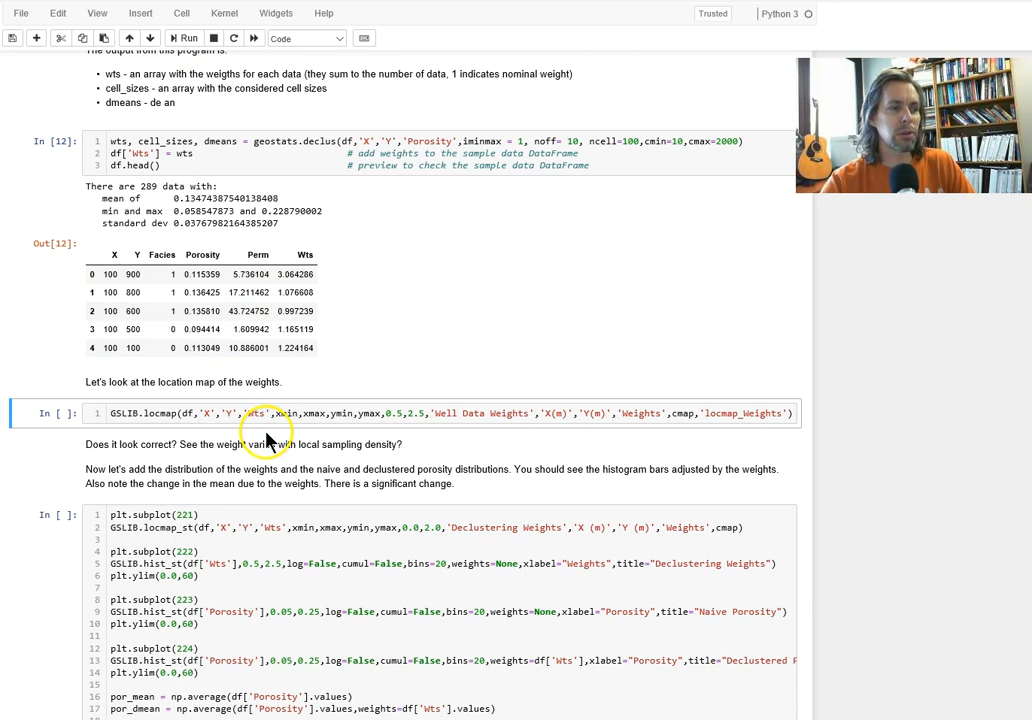 File Edit View Insert Cell Kernel Widgets Help Trusted Python 3
Run Code
The output from this program is:
• wts - an array with the weigths for each data (they sum to the number of data, 1 indicates nominal weight)
• cell_sizes - an array with the considered cell sizes
• dmeans - de an
In [12]:
1 wts, cell_sizes, dmeans = geostats.declus(df,'X','Y','Porosity',iminmax = 1, noff= 10, ncell=100,cmin=10,cmax=2000)
2 df['Wts'] = wts # add weights to the sample data DataFrame
3 df.head() # preview to check the sample data DataFrame
There are 289 data with:
mean of 0.13474387540138408
min and max 0.058547873 and 0.228790002
standard dev 0.03767982164385207
Out[12]:
X Y Facies Porosity Perm Wts
0 100 900 1 0.115359 5.736104 3.064286
1 100 800 1 0.136425 17.211462 1.076608
2 100 600 1 0.135810 43.724752 0.997239
3 100 500 0 0.094414 1.609942 1.165119
4 100 100 0 0.113049 10.886001 1.224164
Let's look at the location map of the weights.
In [ ]:
1 GSLIB.locmap(df,'X','Y','Wts',xmin,xmax,ymin,ymax,0.5,2.5,'Well Data Weights','X(m)','Y(m)','Weights',cmap,'locmap_Weights')
Does it look correct? See the weight with local sampling density?
Now let's add the distribution of the weights and the naive and declustered porosity distributions. You should see the histogram bars adjusted by the weights.
Also note the change in the mean due to the weights. There is a significant change.
In [ ]:
1 plt.subplot(221)
2 GSLIB.locmap_st(df,'X','Y','Wts',xmin,xmax,ymin,ymax,0.0,2.0,'Declustering Weights','X (m)','Y (m)','Weights',cmap)
3
4 plt.subplot(222)
5 GSLIB.hist_st(df['Wts'],0.5,2.5,log=False,cumul=False,bins=20,weights=None,xlabel="Weights",title="Declustering Weights")
6 plt.ylim(0.0,60)
7
8 plt.subplot(223)
9 GSLIB.hist_st(df['Porosity'],0.05,0.25,log=False,cumul=False,bins=20,weights=None,xlabel="Porosity",title="Naive Porosity")
10 plt.ylim(0.0,60)
11
12 plt.subplot(224)
13 GSLIB.hist_st(df['Porosity'],0.05,0.25,log=False,cumul=False,bins=20,weights=df['Wts'],xlabel="Porosity",title="Declustered P
14 plt.ylim(0.0,60)
15
16 por_mean = np.average(df['Porosity'].values)
17 por_dmean = np.average(df['Porosity'].values,weights=df['Wts'].values)